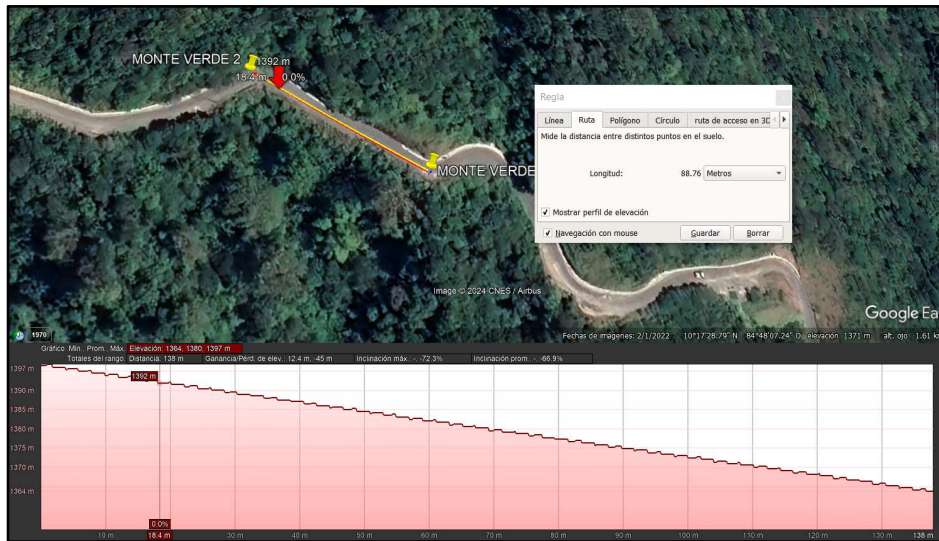 MONTE VERDE 2
1392 m
18.4 m 0.0%
MONTE VERDE
Regla
Línea Ruta Polígono Círculo ruta de acceso en 3D
Mide la distancia entre distintos puntos en el suelo.
Longitud: 88.76 Metros
Mostrar perfil de elevación
Navegación con mouse Guardar Borrar
Image © 2024 CNES / Airbus
Google Ea
1970 Fechas de imágenes: 2/1/2022 10°17'28.79" N 84°48'07.24" O elevación 1371 m alt. ojo 1.61 k
Gráfico: Mín., Prom., Máx. Elevación: 1364, 1380, 1397 m
Totales del rango: Distancia: 138 m Ganancia/Pérd. de elev.: 12.4 m, -45 m Inclinación máx.: -, -72.3% Inclinación prom.: -, -66.9%
1397 m
1392 m
1390 m
1385 m
1380 m
1375 m
1370 m
1364 m
0.0%
10 m 18.4 m 30 m 40 m 50 m 60 m 70 m 80 m 90 m 100 m 110 m 120 m 130 m 138 m